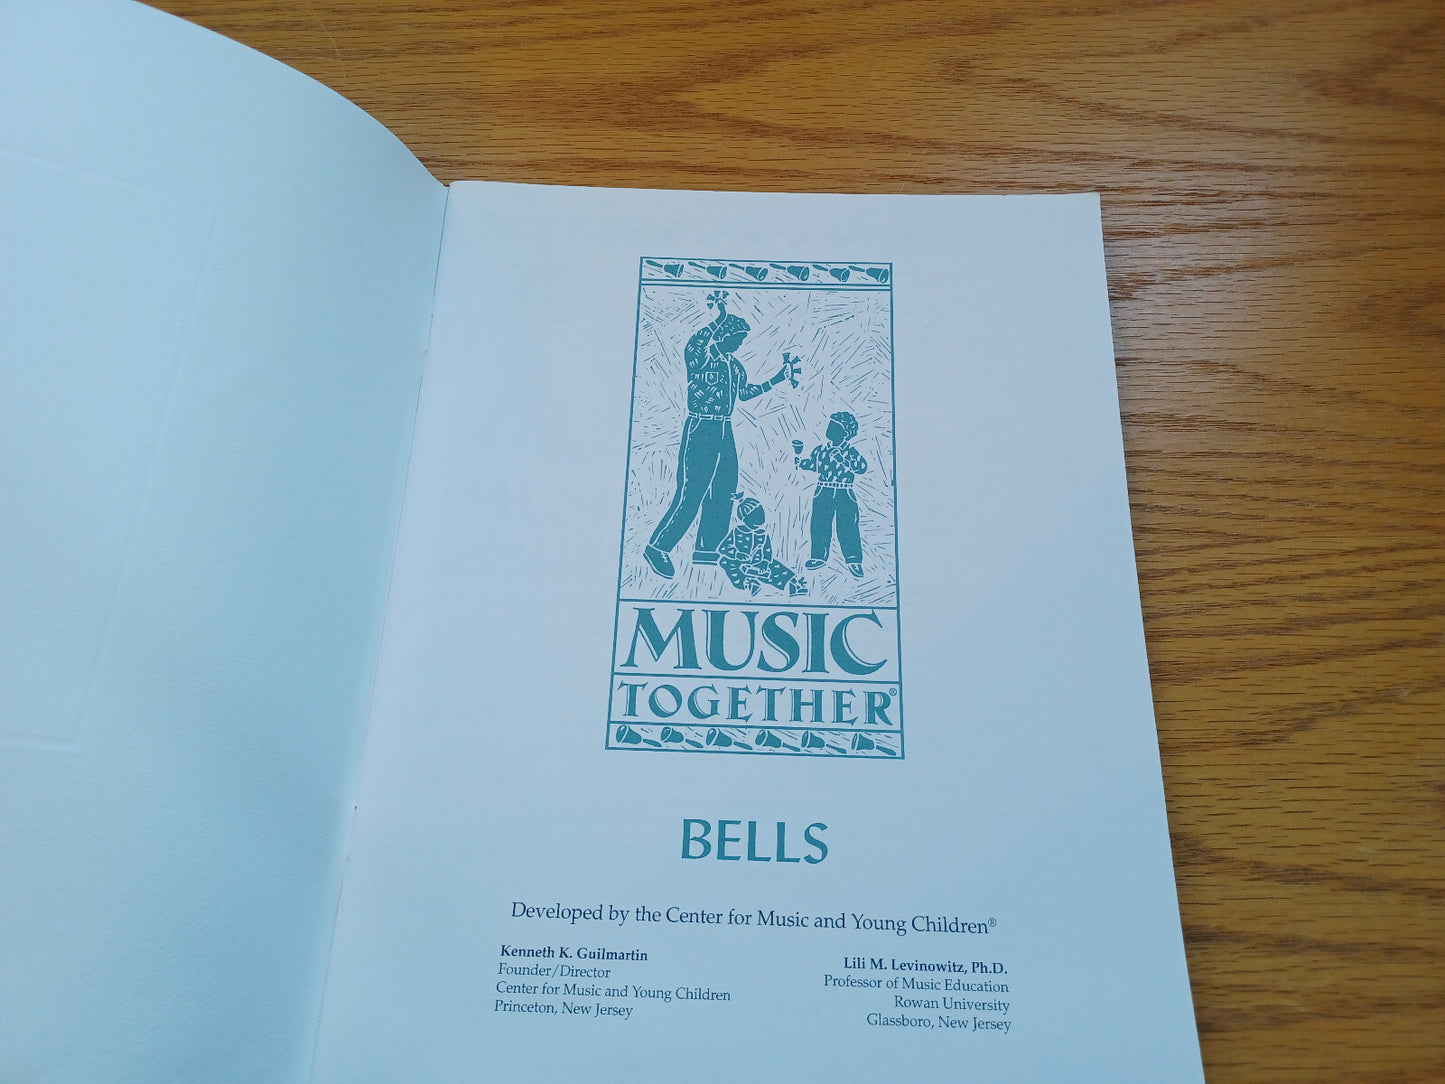 MUSIC
TOGETHER®
BELLS
Developed by the Center for Music and Young Children®
Kenneth K. Guilmartin
Founder/Director
Center for Music and Young Children
Princeton, New Jersey
Lili M. Levinowitz, Ph.D.
Professor of Music Education
Rowan University
Glassboro, New Jersey